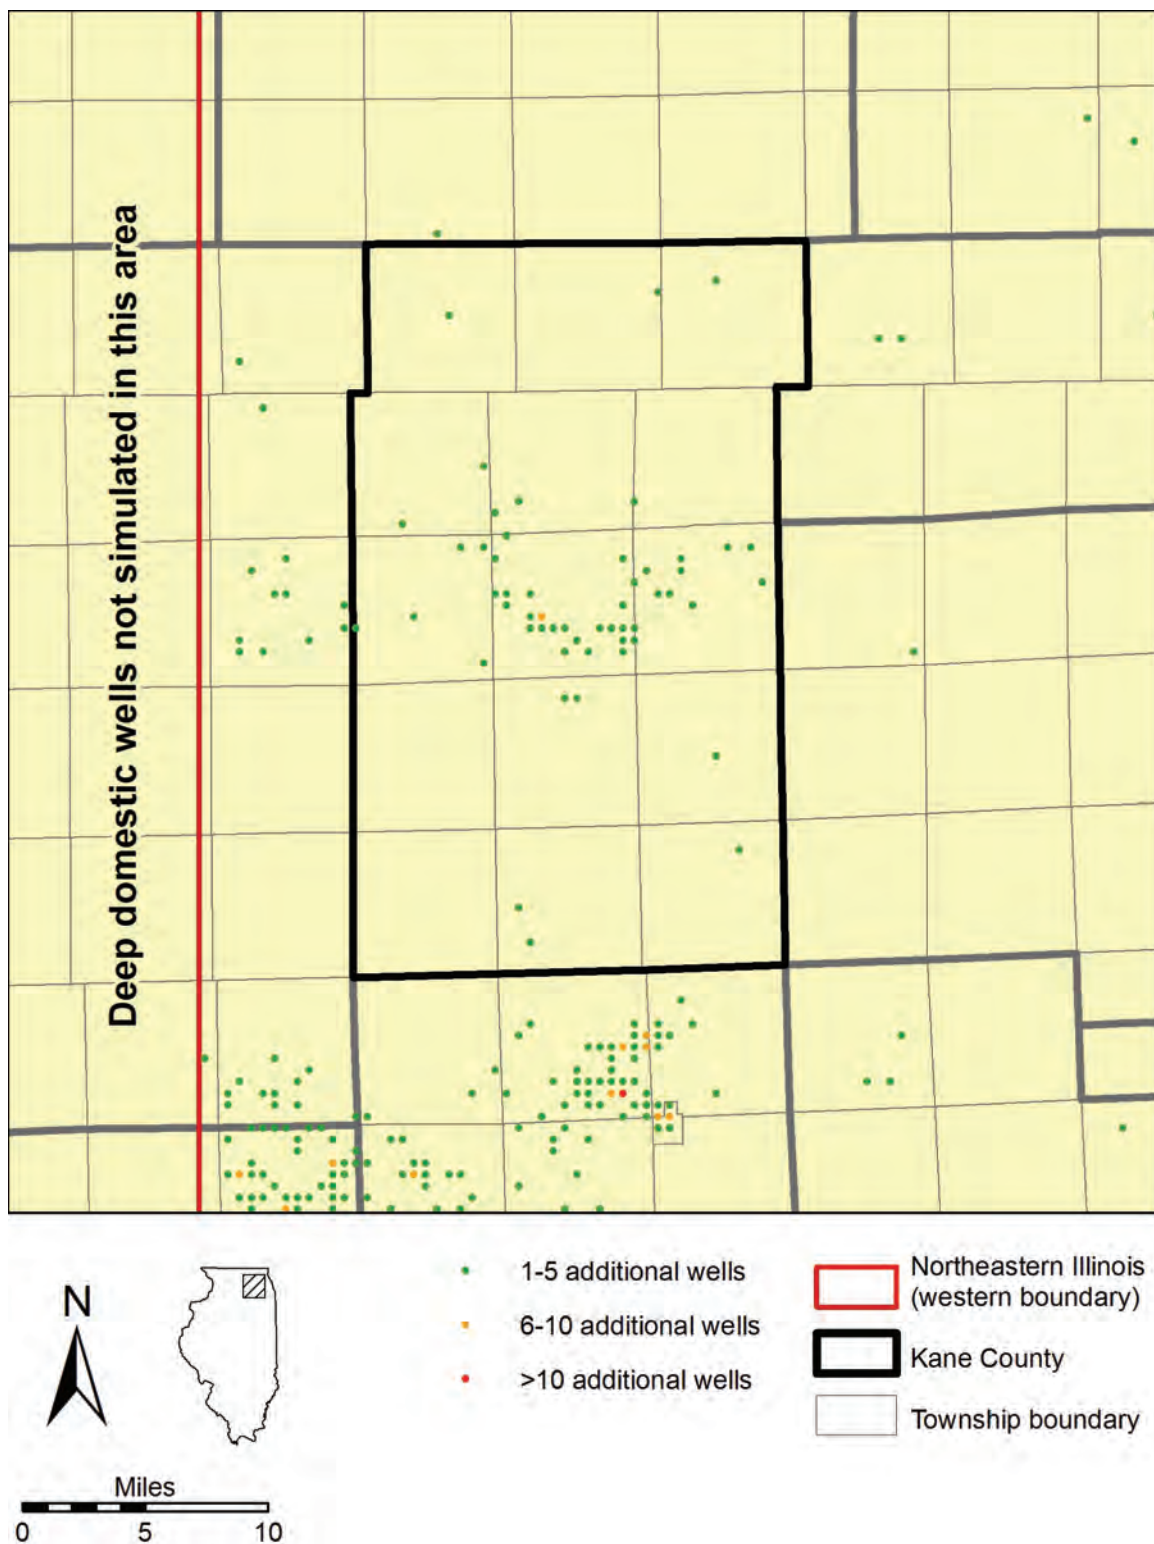 Deep domestic wells not simulated in this area
N
Miles
0 5 10
1-5 additional wells
6-10 additional wells
>10 additional wells
Northeastern Illinois
(western boundary)
Kane County
Township boundary